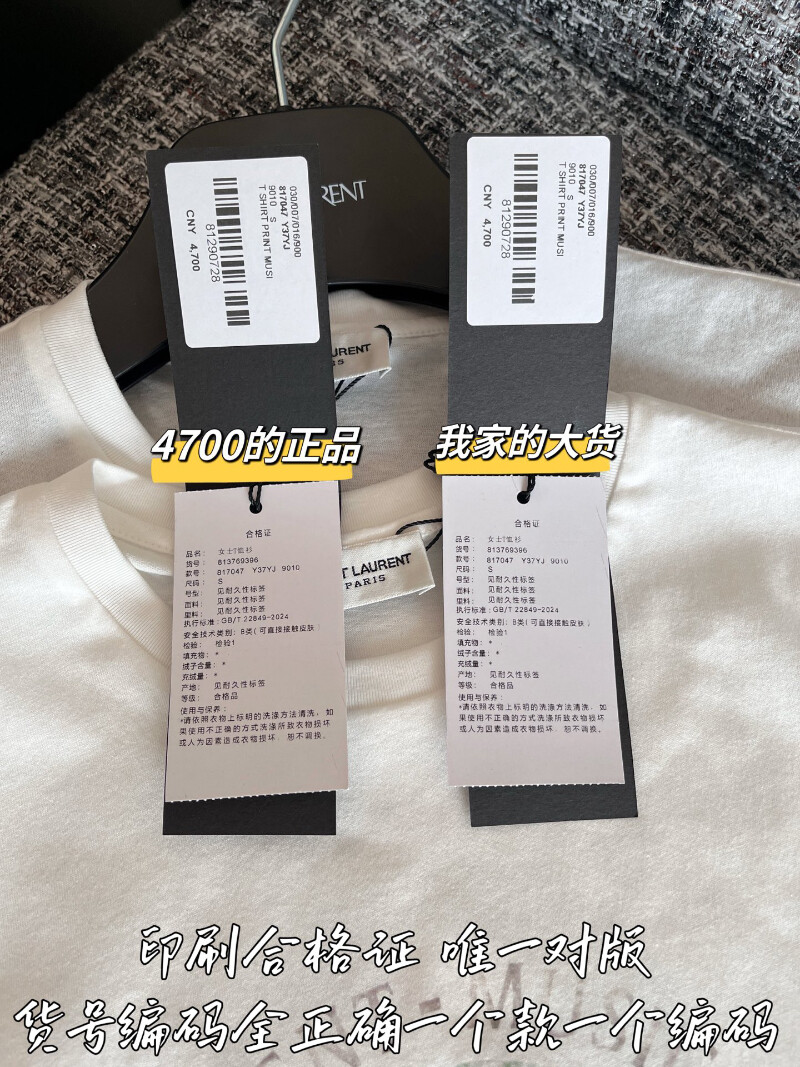 RENT
030/007/016/900
817047 Y37YJ
9010 S
T SHIRT PRINT MUSI
81290728
CNY 4,700
030/007/016/900
817047 Y37YJ
9010 S
T SHIRT PRINT MUSI
81290728
CNY 4,700
URENT
4700的正品
我家的大货
合格证
品名: 女士T恤衫
货号: 813769396
款号: 817047 Y37YJ 9010
尺码: S
号型: 见耐久性标签
面料: 见耐久性标签
里料: 见耐久性标签
执行标准:GB/T 22849-2024
安全技术类别: B类(可直接接触皮肤)
检验: 检验1
填充物: *
绒子含量: *
充绒量: *
产地: 见耐久性标签
等级: 合格品
使用与保养:
*请依照衣物上标明的洗涤方法清洗, 如
果使用不正确的方式洗涤所致衣物损坏
或人为因素造成衣物损坏, 恕不调换。
T LAURENT
PARIS
合格证
品名: 女士T恤衫
货号: 813769396
款号: 817047 Y37YJ 9010
尺码: S
号型: 见耐久性标签
面料: 见耐久性标签
里料: 见耐久性标签
执行标准:GB/T 22849-2024
安全技术类别: B类(可直接接触皮肤)
检验: 检验1
填充物: *
绒子含量: *
充绒量: *
产地: 见耐久性标签
等级: 合格品
使用与保养:
*请依照衣物上标明的洗涤方法清洗, 如
果使用不正确的方式洗涤所致衣物损坏
或人为因素造成衣物损坏, 恕不调换。
印刷合格证 唯一对版
货号编码全正确一个款一个编码